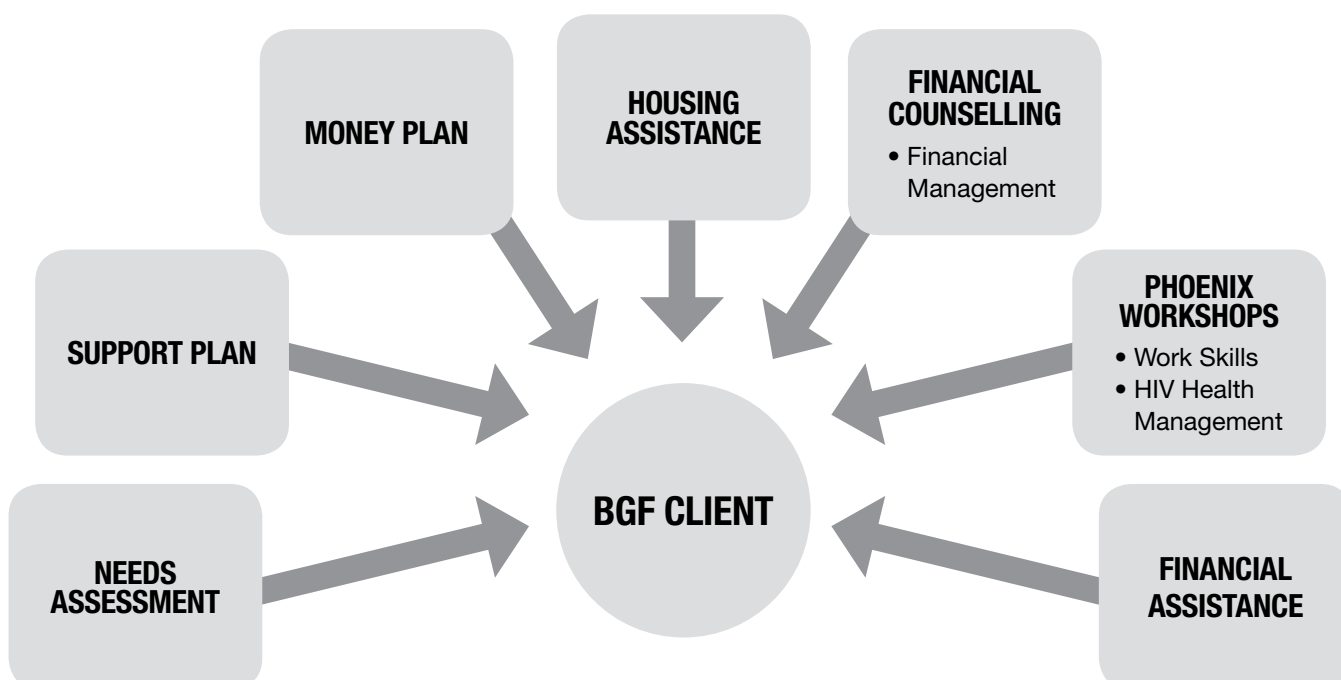 MONEY PLAN
HOUSING
ASSISTANCE
FINANCIAL
COUNSELLING
• Financial
Management
SUPPORT PLAN
PHOENIX
WORKSHOPS
• Work Skills
• HIV Health
Management
BGF CLIENT
NEEDS
ASSESSMENT
FINANCIAL
ASSISTANCE